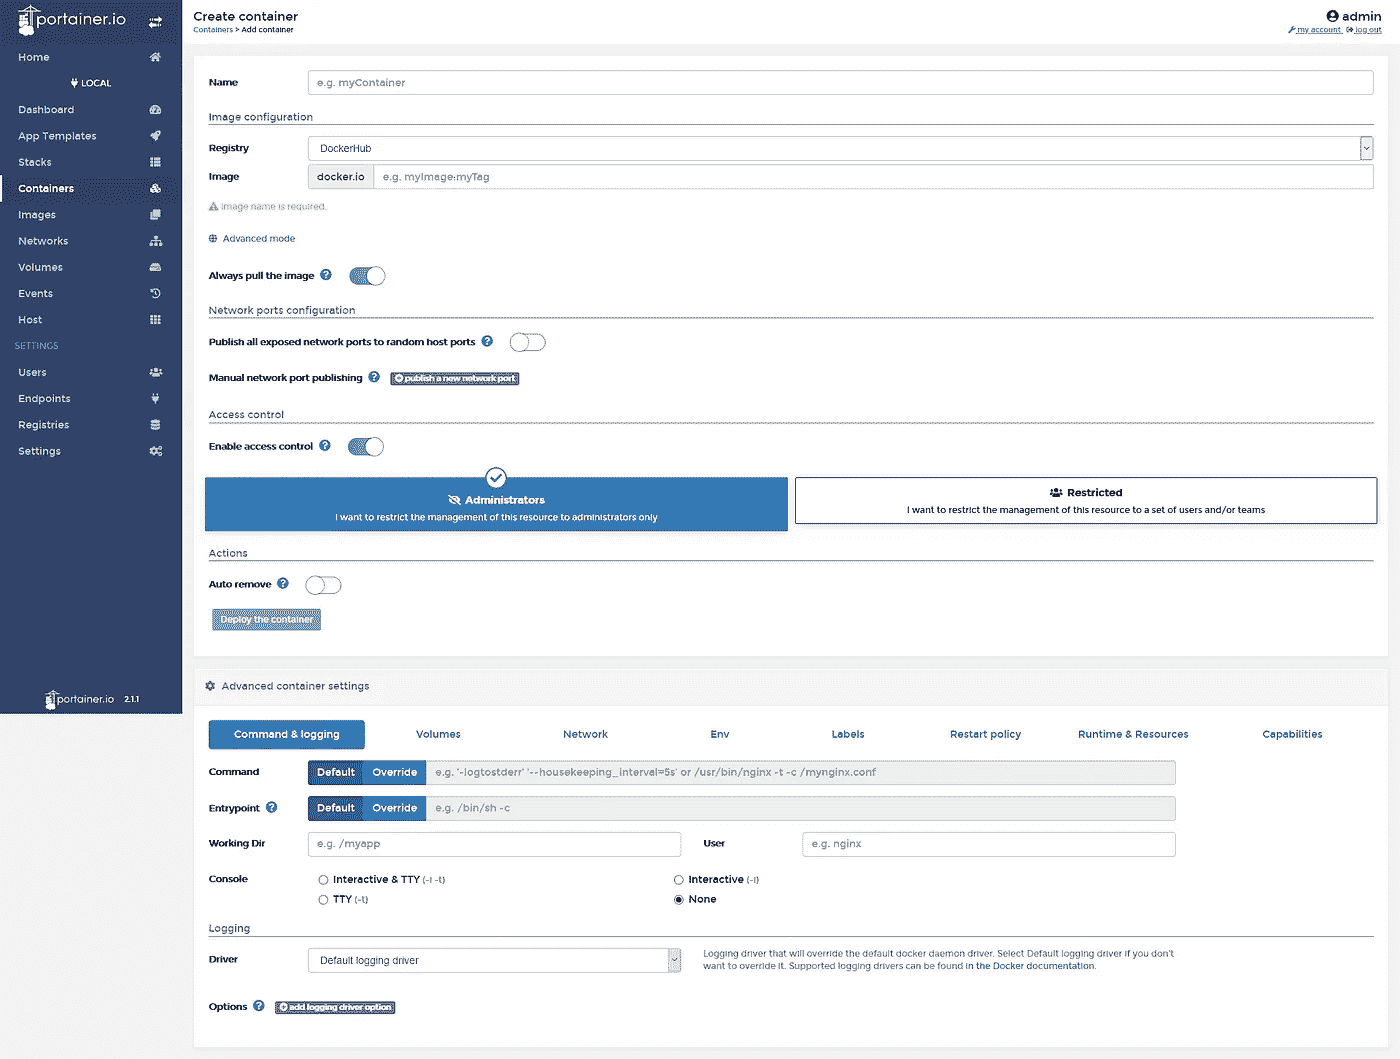 portainer.io
Home
LOCAL
Dashboard
App Templates
Stacks
Containers
Images
Networks
Volumes
Events
Host
SETTINGS
Users
Endpoints
Registries
Settings
portainer.io 2.1.1
Create container
Containers > Add container
admin
my account log out
Name e.g. myContainer
Image configuration
Registry DockerHub
Image docker.io e.g. myImage:myTag
Image name is required.
Advanced mode
Always pull the image
Network ports configuration
Publish all exposed network ports to random host ports
Manual network port publishing publish a new network port
Access control
Enable access control
Administrators
I want to restrict the management of this resource to administrators only
Restricted
I want to restrict the management of this resource to a set of users and/or teams
Actions
Auto remove
Deploy the container
Advanced container settings
Command & logging Volumes Network Env Labels Restart policy Runtime & Resources Capabilities
Command Default Override e.g. '-logtostderr' '--housekeeping_interval=5s' or /usr/bin/nginx -t -c /mynginx.conf
Entrypoint Default Override e.g. /bin/sh -c
Working Dir e.g. /myapp User e.g. nginx
Console Interactive & TTY (-i -t) Interactive (-i)
TTY (-t) None
Logging
Driver Default logging driver
Logging driver that will override the default docker daemon driver. Select Default logging driver if you don't
want to override it. Supported logging drivers can be found in the Docker documentation.
Options add logging driver option